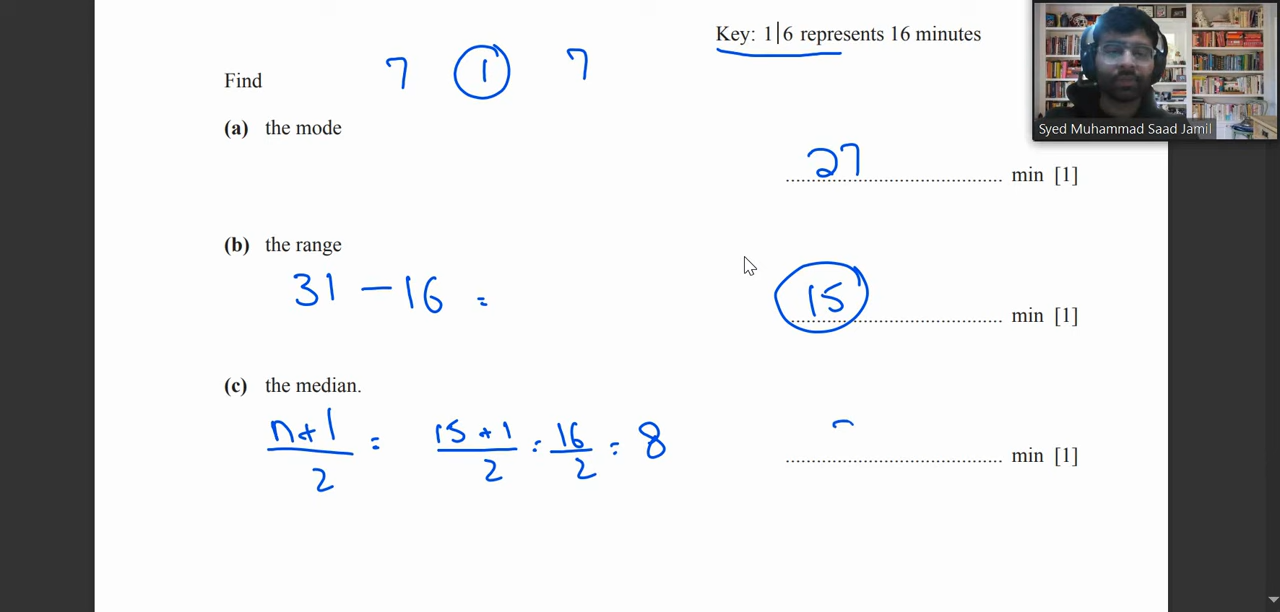 Key: 1|6 represents 16 minutes
7 1 7
Find
(a) the mode
27
min [1]
(b) the range
31 - 16 =
15
min [1]
(c) the median.
n+1/2 = 15+1/2 = 16/2 = 8
min [1]
Syed Muhammad Saad Jamil